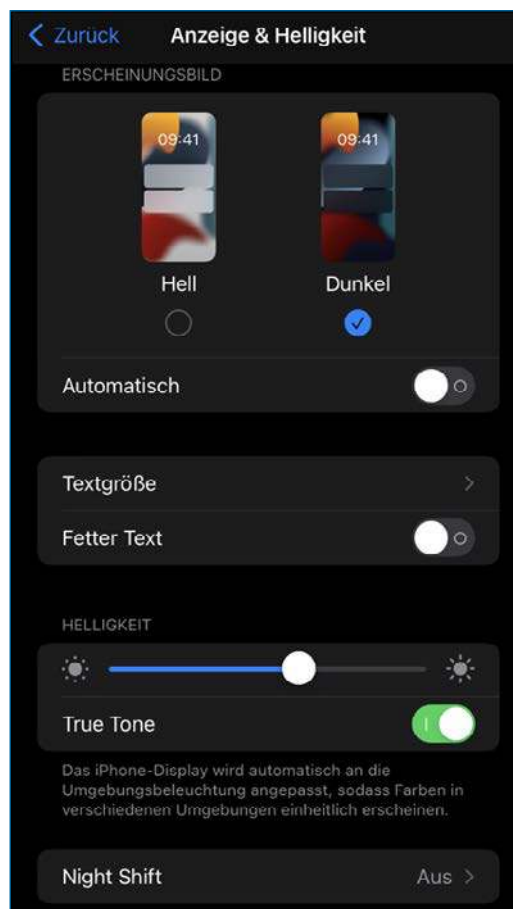 Zurück Anzeige & Helligkeit
ERSCHEINUNGSBILD
09:41 09:41
Hell Dunkel
Automatisch
Textgröße
Fetter Text
HELLIGKEIT
True Tone
Das iPhone-Display wird automatisch an die
Umgebungsbeleuchtung angepasst, sodass Farben in
verschiedenen Umgebungen einheitlich erscheinen.
Night Shift Aus